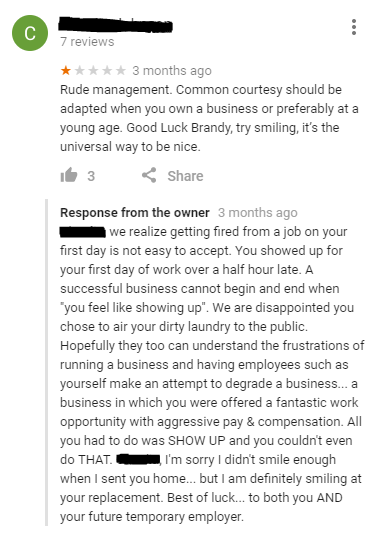 C
7 reviews
3 months ago
Rude management. Common courtesy should be
adapted when you own a business or preferably at a
young age. Good Luck Brandy, try smiling, it's the
universal way to be nice.
3 Share
Response from the owner 3 months ago
we realize getting fired from a job on your
first day is not easy to accept. You showed up for
your first day of work over a half hour late. A
successful business cannot begin and end when
"you feel like showing up". We are disappointed you
chose to air your dirty laundry to the public.
Hopefully they too can understand the frustrations of
running a business and having employees such as
yourself make an attempt to degrade a business... a
business in which you were offered a fantastic work
opportunity with aggressive pay & compensation. All
you had to do was SHOW UP and you couldn't even
do THAT. , I'm sorry I didn't smile enough
when I sent you home... but I am definitely smiling at
your replacement. Best of luck... to both you AND
your future temporary employer.